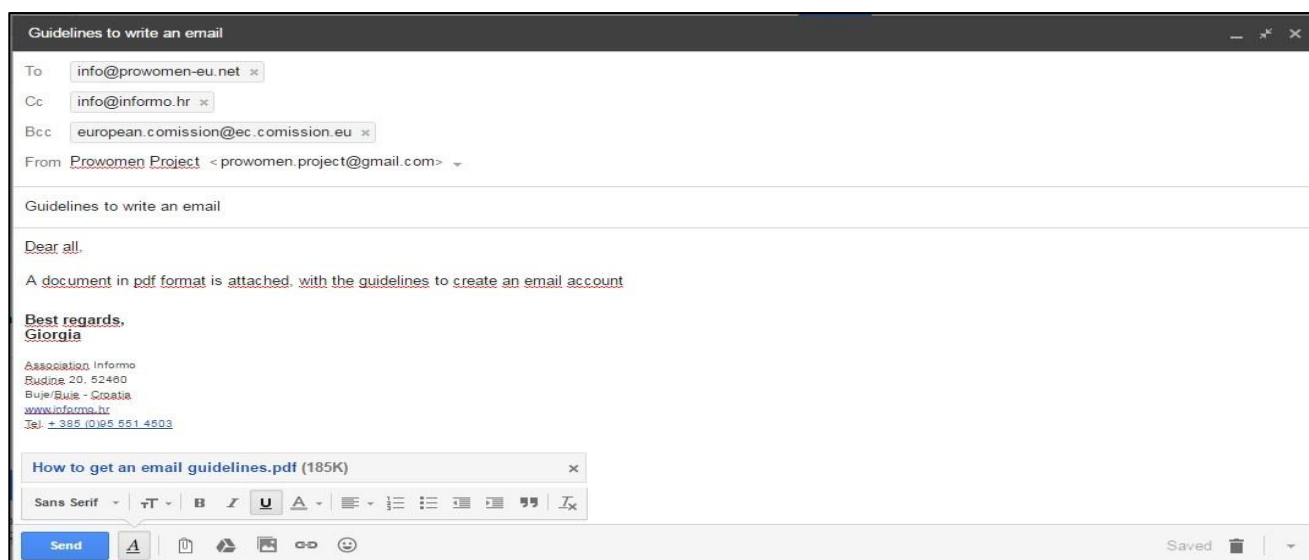 Guidelines to write an email
To info@prowomen-eu.net ×
Cc info@informo.hr ×
Bcc european.comission@ec.comission.eu ×
From Prowomen Project <prowomen.project@gmail.com>
Guidelines to write an email
Dear all,
A document in pdf format is attached, with the guidelines to create an email account
Best regards,
Giorgia
Association Informo
Rudine 20, 52460
Buje/Buie - Croatia
www.informo.hr
Tel. + 385 (0)95 551 4503
How to get an email guidelines.pdf (185K) ×
Sans Serif TT B I U A Tx
Send A Saved